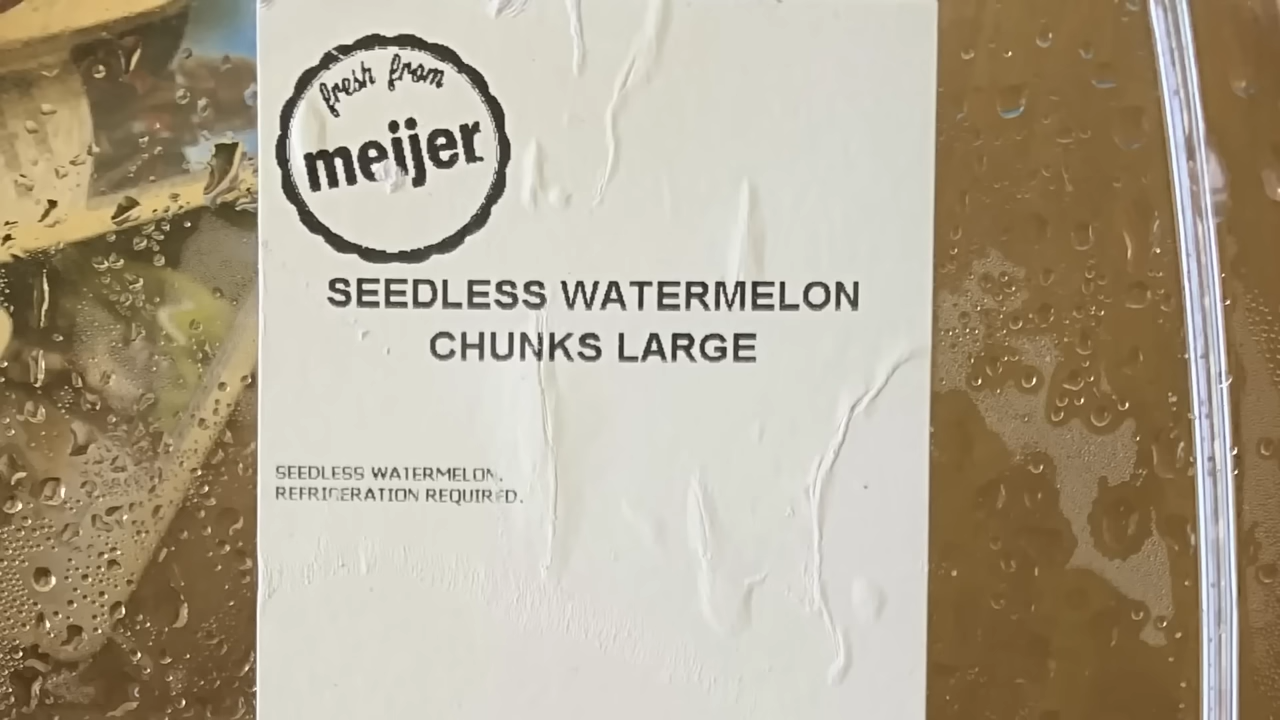 fresh from
meijer
SEEDLESS WATERMELON
CHUNKS LARGE
SEEDLESS WATERMELON.
REFRIGERATION REQUIRED.